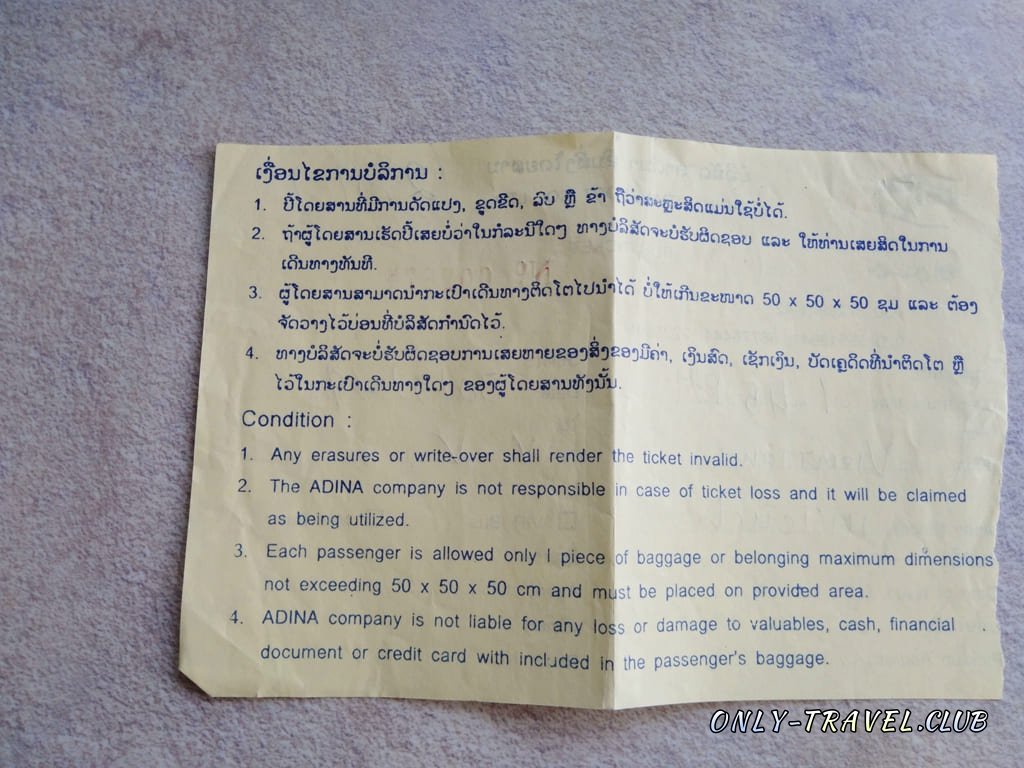 ເງື່ອນໄຂການບໍລິການ :
1. ປີ້ໂດຍສານທີ່ມີການດັດແປງ, ຂູດຂີດ, ລົບ ຫຼື ຂ້າ ຖືວ່າສະຫຼະສິດແມ່ນໃຊ້ບໍ່ໄດ້.
2. ຖ້າຜູ້ໂດຍສານເຮັດປີ້ເສຍບໍ່ວ່າໃນກໍລະນີໃດໆ ທາງບໍລິສັດຈະບໍ່ຮັບຜິດຊອບ ແລະ ໃຫ້ທ່ານເສຍສິດໃນການ
ເດີນທາງທັນທີ.
3. ຜູ້ໂດຍສານສາມາດນຳກະເປົາເດີນທາງຕິດໂຕໄປນຳໄດ້ ບໍ່ໃຫ້ເກີນຂະໜາດ 50 x 50 x 50 ຊມ ແລະ ຕ້ອງ
ຈັດວາງໄວ້ບ່ອນທີ່ບໍລິສັດກຳນົດໄວ້.
4. ທາງບໍລິສັດຈະບໍ່ຮັບຜິດຊອບການເສຍຫາຍຂອງສິ່ງຂອງມີຄ່າ, ເງິນສົດ, ເຊັກເງິນ, ບັດເຄຼດິດທີ່ນຳຕິດໂຕ ຫຼື
ໄວ້ໃນກະເປົາເດີນທາງໃດໆ ຂອງຜູ້ໂດຍສານທັງນັ້ນ.
Condition :
1. Any erasures or write-over shall render the ticket invalid.
2. The ADINA company is not responsible in case of ticket loss and it will be claimed
as being utilized.
3. Each passenger is allowed only 1 piece of baggage or belonging maximum dimensions
not exceeding 50 x 50 x 50 cm and must be placed on provided area.
4. ADINA company is not liable for any loss or damage to valuables, cash, financial
document or credit card with included in the passenger's baggage.
ONLY-TRAVEL.CLUB